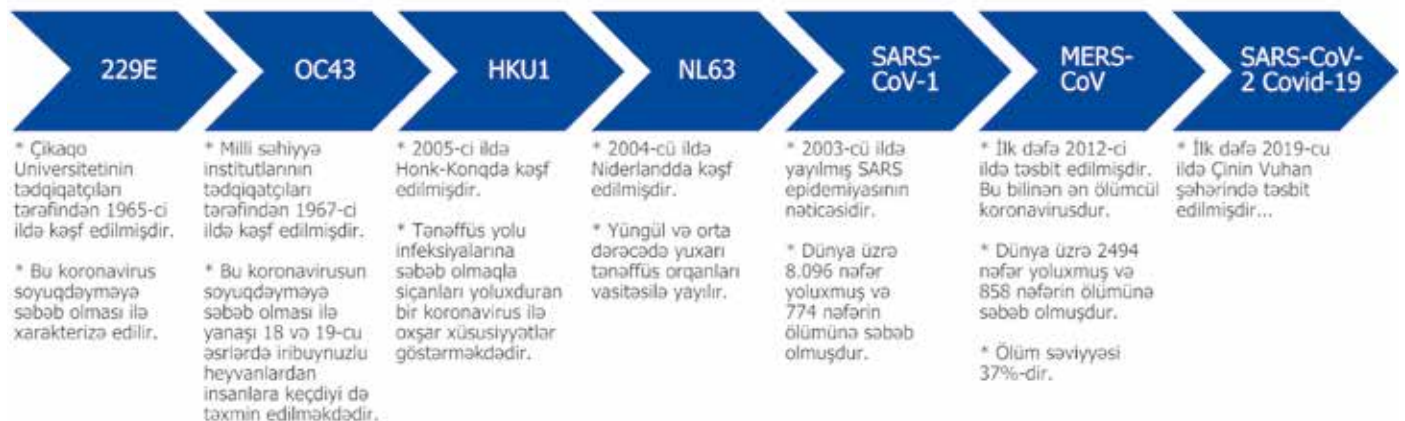 229E
OC43
HKU1
NL63
SARS-
CoV-1
MERS-
CoV
SARS-CoV-
2 Covid-19
* Çikaqo
Universitetinin
tədqiqatçıları
tərəfindən 1965-ci
ildə kəşf edilmişdir.
* Bu koronavirus
soyuqdəyməyə
səbəb olması ilə
xarakterizə edilir.
* Milli səhiyyə
institutlarının
tədqiqatçıları
tərəfindən 1967-ci
ildə kəşf edilmişdir.
* Bu koronavirusun
soyuqdəyməyə
səbəb olması ilə
yanaşı 18 və 19-cu
əsrlərdə iribuynuzlu
heyvanlardan
insanlara keçdiyi də
təxmin edilməkdədir.
* 2005-ci ildə
Honk-Konqda kəşf
edilmişdir.
* Tənəffüs yolu
infeksiyalarına
səbəb olmaqla
siçanları yoluxduran
bir koronavirus ilə
oxşar xüsusiyyətlər
göstərməkdədir.
* 2004-cü ildə
Niderlandda kəşf
edilmişdir.
* Yüngül və orta
dərəcədə yuxarı
tənəffüs orqanları
vasitəsilə yayılır.
* 2003-cü ildə
yayılmış SARS
epidemiyasının
nəticəsidir.
* Dünya üzrə
8.096 nəfər
yoluxmuş və
774 nəfərin
ölümünə səbəb
olmuşdur.
* İlk dəfə 2012-ci
ildə təsbit edilmişdir.
Bu bilinən ən ölümcül
koronavirusdur.
* Dünya üzrə 2494
nəfər yoluxmuş və
858 nəfərin ölümünə
səbəb olmuşdur.
* Ölüm səviyyəsi
37%-dir.
* İlk dəfə 2019-cu
ildə Çinin Vuhan
şəhərində təsbit
edilmişdir...